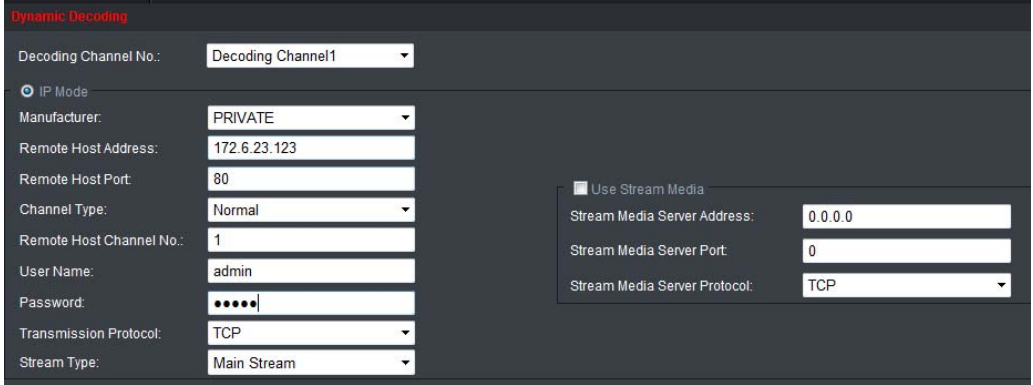 Dynamic Decoding
Decoding Channel No.: Decoding Channel1
IP Mode
Manufacturer: PRIVATE
Remote Host Address: 172.6.23.123
Remote Host Port: 80
Channel Type: Normal
Remote Host Channel No.: 1
User Name: admin
Password: •••••
Transmission Protocol: TCP
Stream Type: Main Stream
Use Stream Media
Stream Media Server Address: 0.0.0.0
Stream Media Server Port: 0
Stream Media Server Protocol: TCP